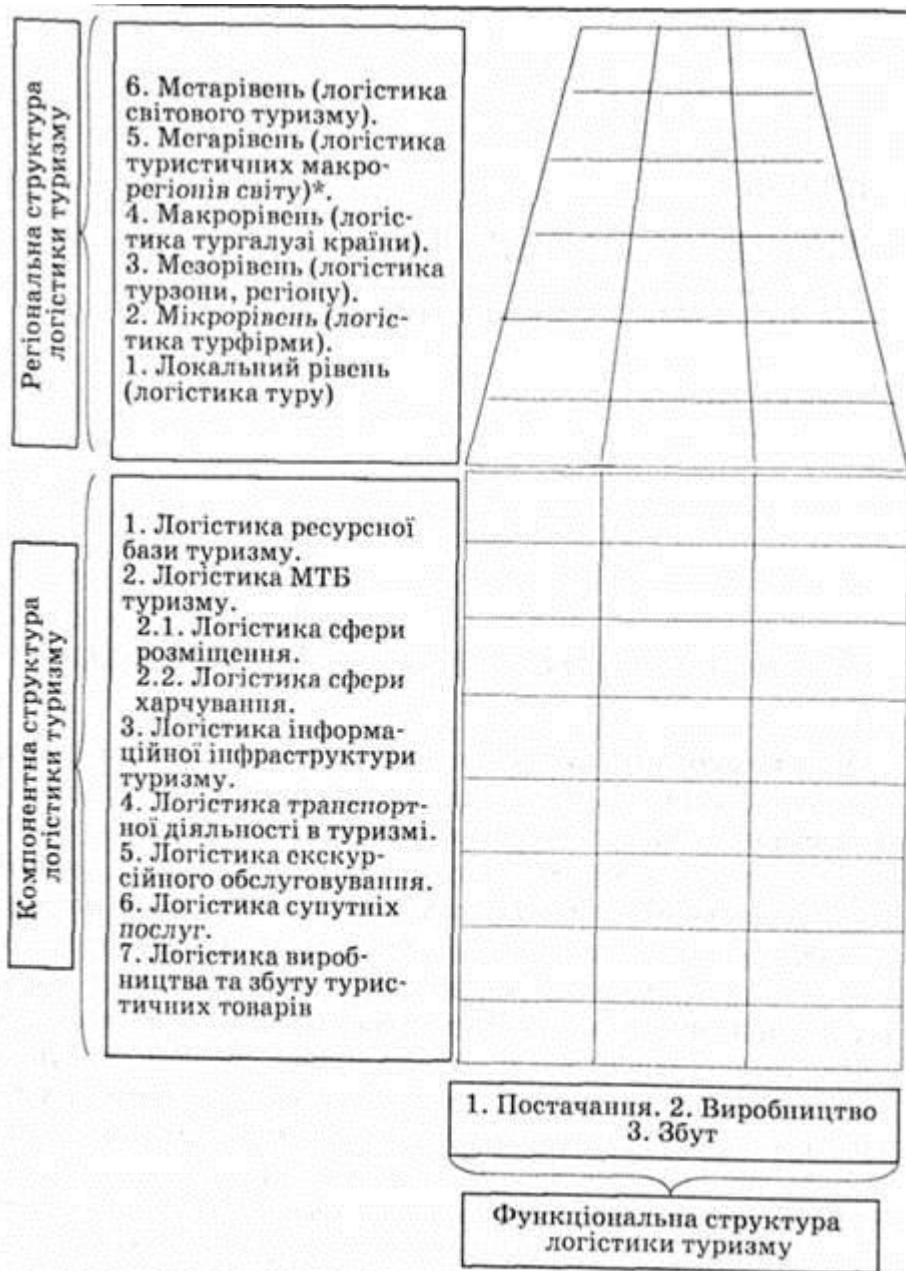 Регіональна структура
логістики туризму
6. Метарівень (логістика
світового туризму).
5. Мегарівень (логістика
туристичних макро-
регіонів світу)*.
4. Макрорівень (логіс-
тика тургалузі країни).
3. Мезорівень (логістика
турзони, регіону).
2. Мікрорівень (логіс-
тика турфірми).
1. Локальний рівень
(логістика туру)
Компонентна структура
логістики туризму
1. Логістика ресурсної
бази туризму.
2. Логістика МТБ
туризму.
2.1. Логістика сфери
розміщення.
2.2. Логістика сфери
харчування.
3. Логістика інформа-
ційної інфраструктури
туризму.
4. Логістика транспорт-
ної діяльності в туризмі.
5. Логістика екскур-
сійного обслуговування.
6. Логістика супутніх
послуг.
7. Логістика вироб-
ництва та збуту турис-
тичних товарів
1. Постачання. 2. Виробництво
3. Збут
Функціональна структура
логістики туризму